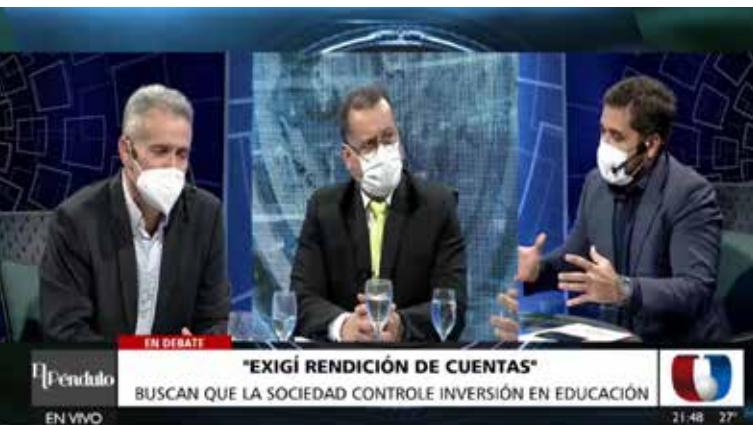 EN DEBATE
"EXIGÍ RENDICIÓN DE CUENTAS"
El Péndulo
BUSCAN QUE LA SOCIEDAD CONTROLE INVERSIÓN EN EDUCACIÓN
EN VIVO
21:48 27°